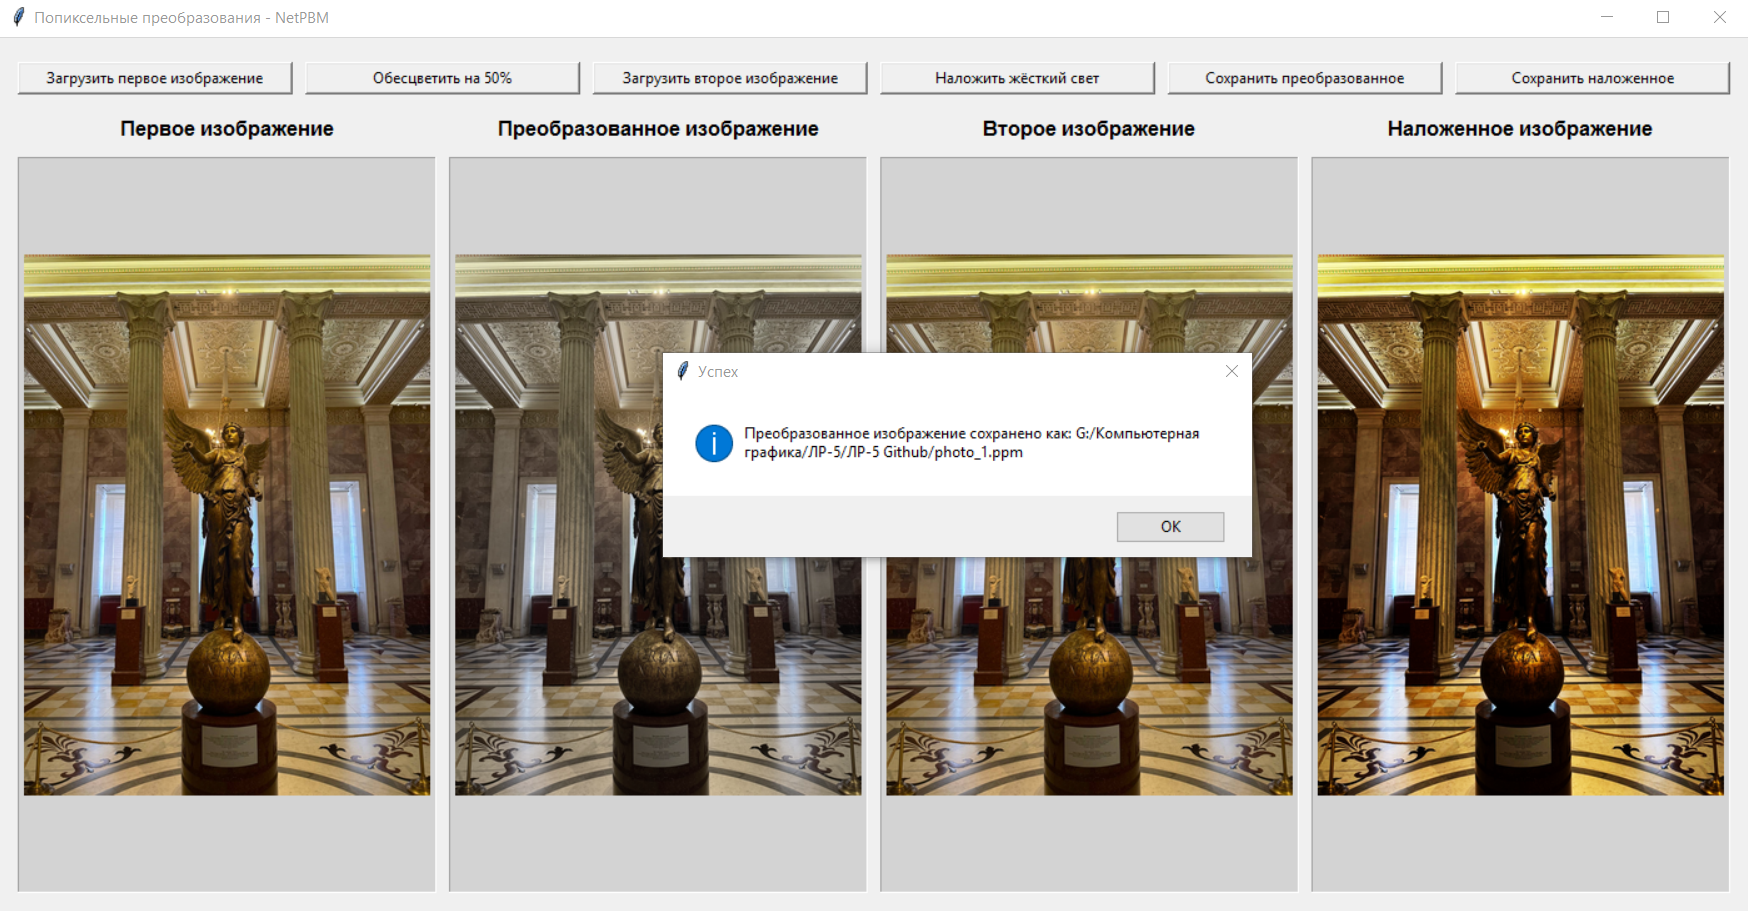 Попиксельные преобразования - NetPBM
Загрузить первое изображение
Обесцветить на 50%
Загрузить второе изображение
Наложить жёсткий свет
Сохранить преобразованное
Сохранить наложенное
Первое изображение
Преобразованное изображение
Второе изображение
Наложенное изображение
Успех
Преобразованное изображение сохранено как: G:/Компьютерная
графика/ЛР-5/ЛР-5 Github/photo_1.ppm
ОК